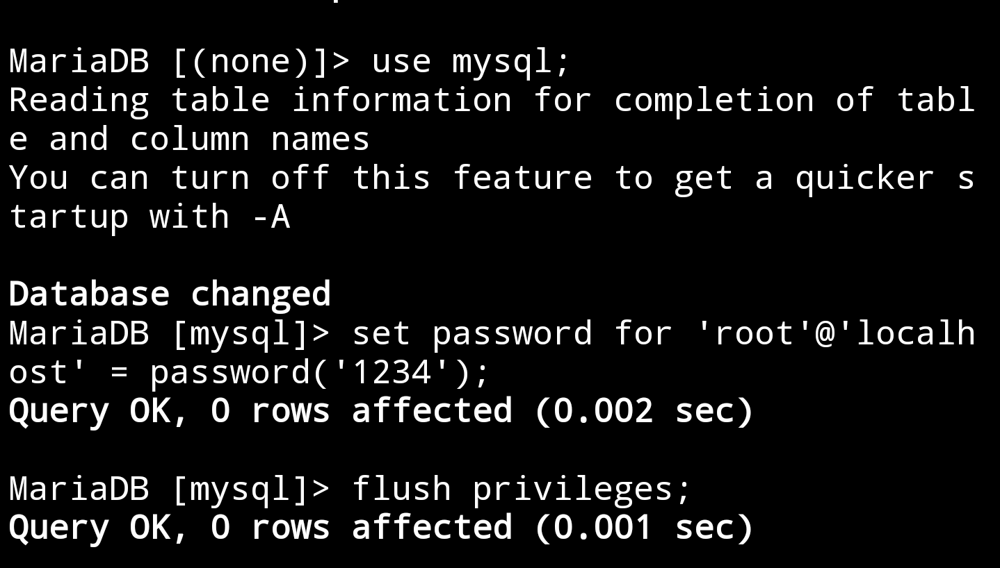 MariaDB [(none)]> use mysql;
Reading table information for completion of tabl
e and column names
You can turn off this feature to get a quicker s
tartup with -A
Database changed
MariaDB [mysql]> set password for 'root'@'localh
ost' = password('1234');
Query OK, 0 rows affected (0.002 sec)
MariaDB [mysql]> flush privileges;
Query OK, 0 rows affected (0.001 sec)